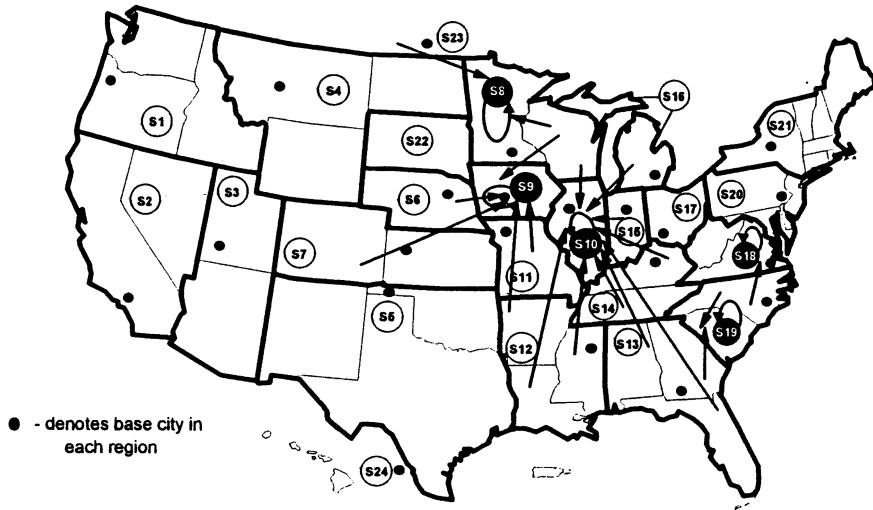 S23
S8
S4
S16
S1
S22
S21
S3
S9
S2
S6
S20
S17
S15
S10
S18
S7
S11
S14
S5
S12
S13
S19
- denotes base city in
each region
S24